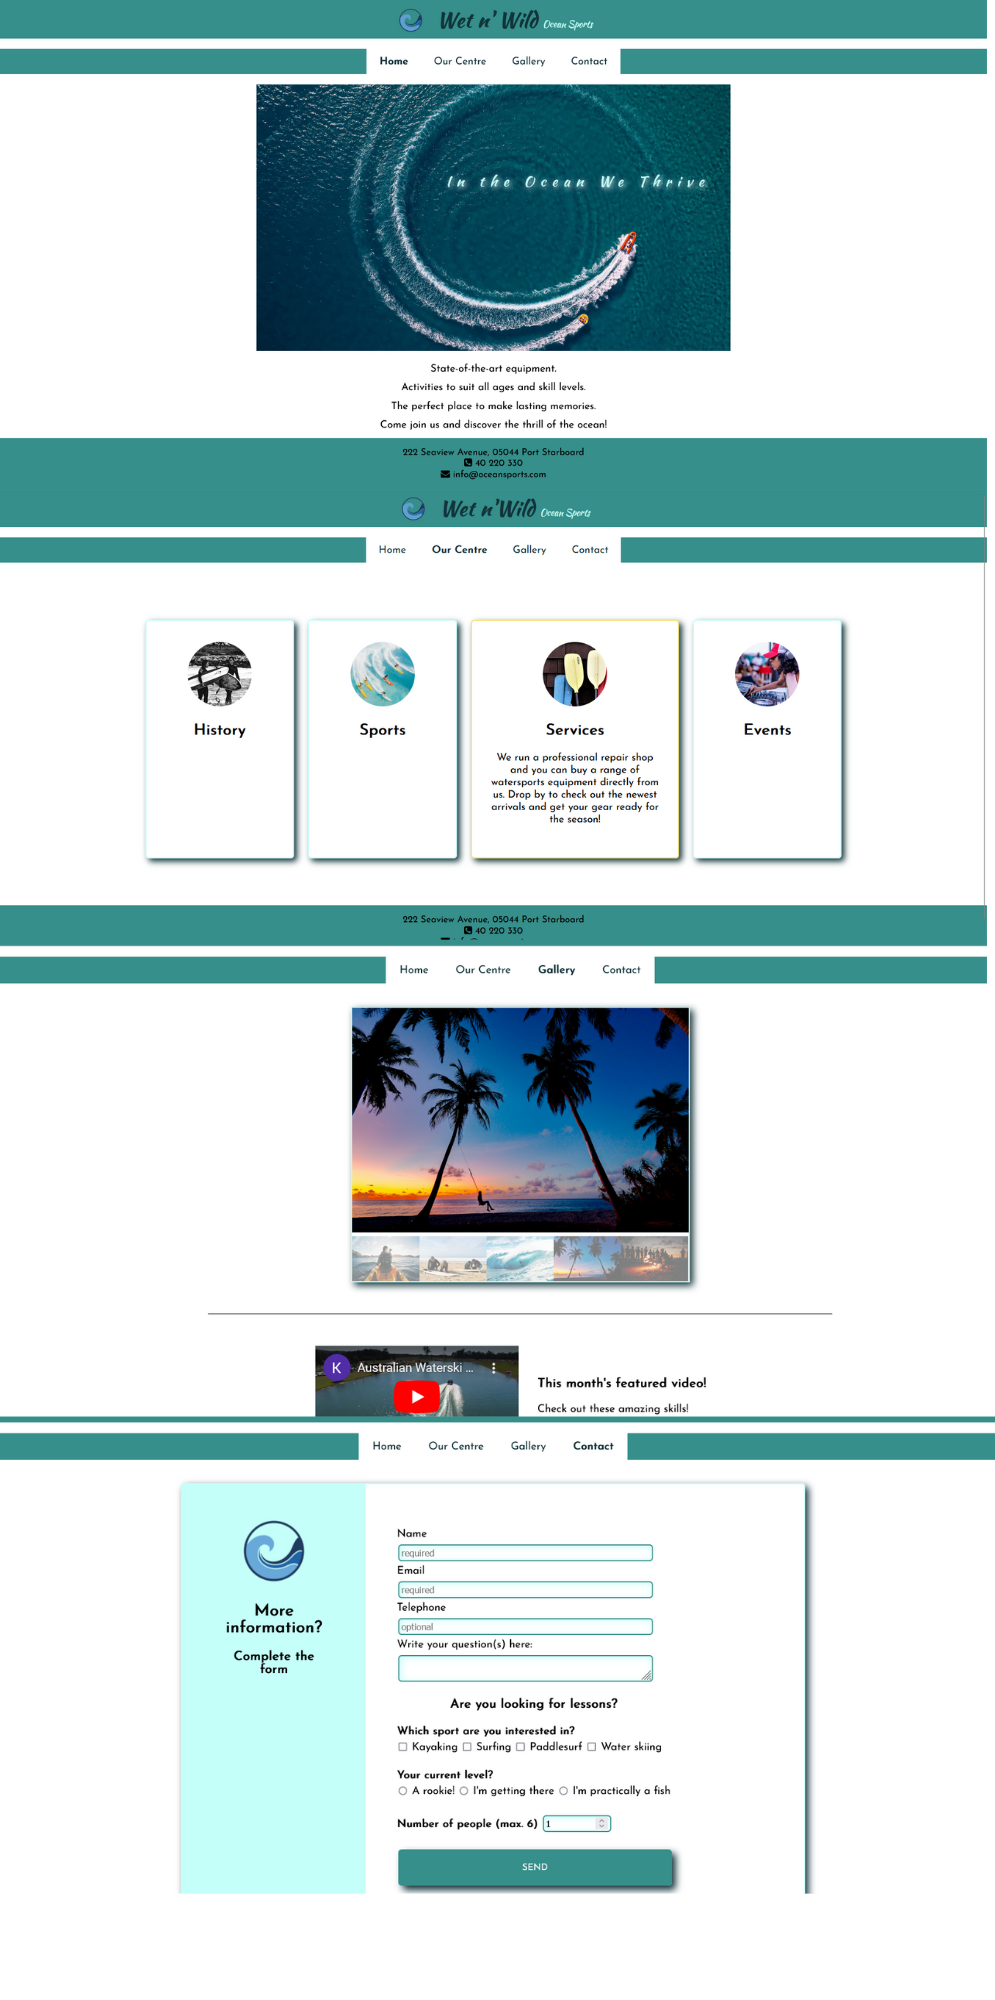 Wet n' Wild Ocean Sports
Home Our Centre Gallery Contact
In the Ocean We Thrive
State-of-the-art equipment.
Activities to suit all ages and skill levels.
The perfect place to make lasting memories.
Come join us and discover the thrill of the ocean!
222 Seaview Avenue, 05044 Port Starboard
40 220 330
info@oceansports.com
Wet n'Wild Ocean Sports
Home Our Centre Gallery Contact
History
Sports
Services
We run a professional repair shop
and you can buy a range of
watersports equipment directly from
us. Drop by to check out the newest
arrivals and get your gear ready for
the season!
Events
222 Seaview Avenue, 05044 Port Starboard
40 220 330
Home Our Centre Gallery Contact
K Australian Waterski ...
This month's featured video!
Check out these amazing skills!
Home Our Centre Gallery Contact
More
information?
Complete the
form
Name
required
Email
required
Telephone
optional
Write your question(s) here:
Are you looking for lessons?
Which sport are you interested in?
Kayaking Surfing Paddlesurf Water skiing
Your current level?
A rookie! I'm getting there I'm practically a fish
Number of people (max. 6) 1
SEND